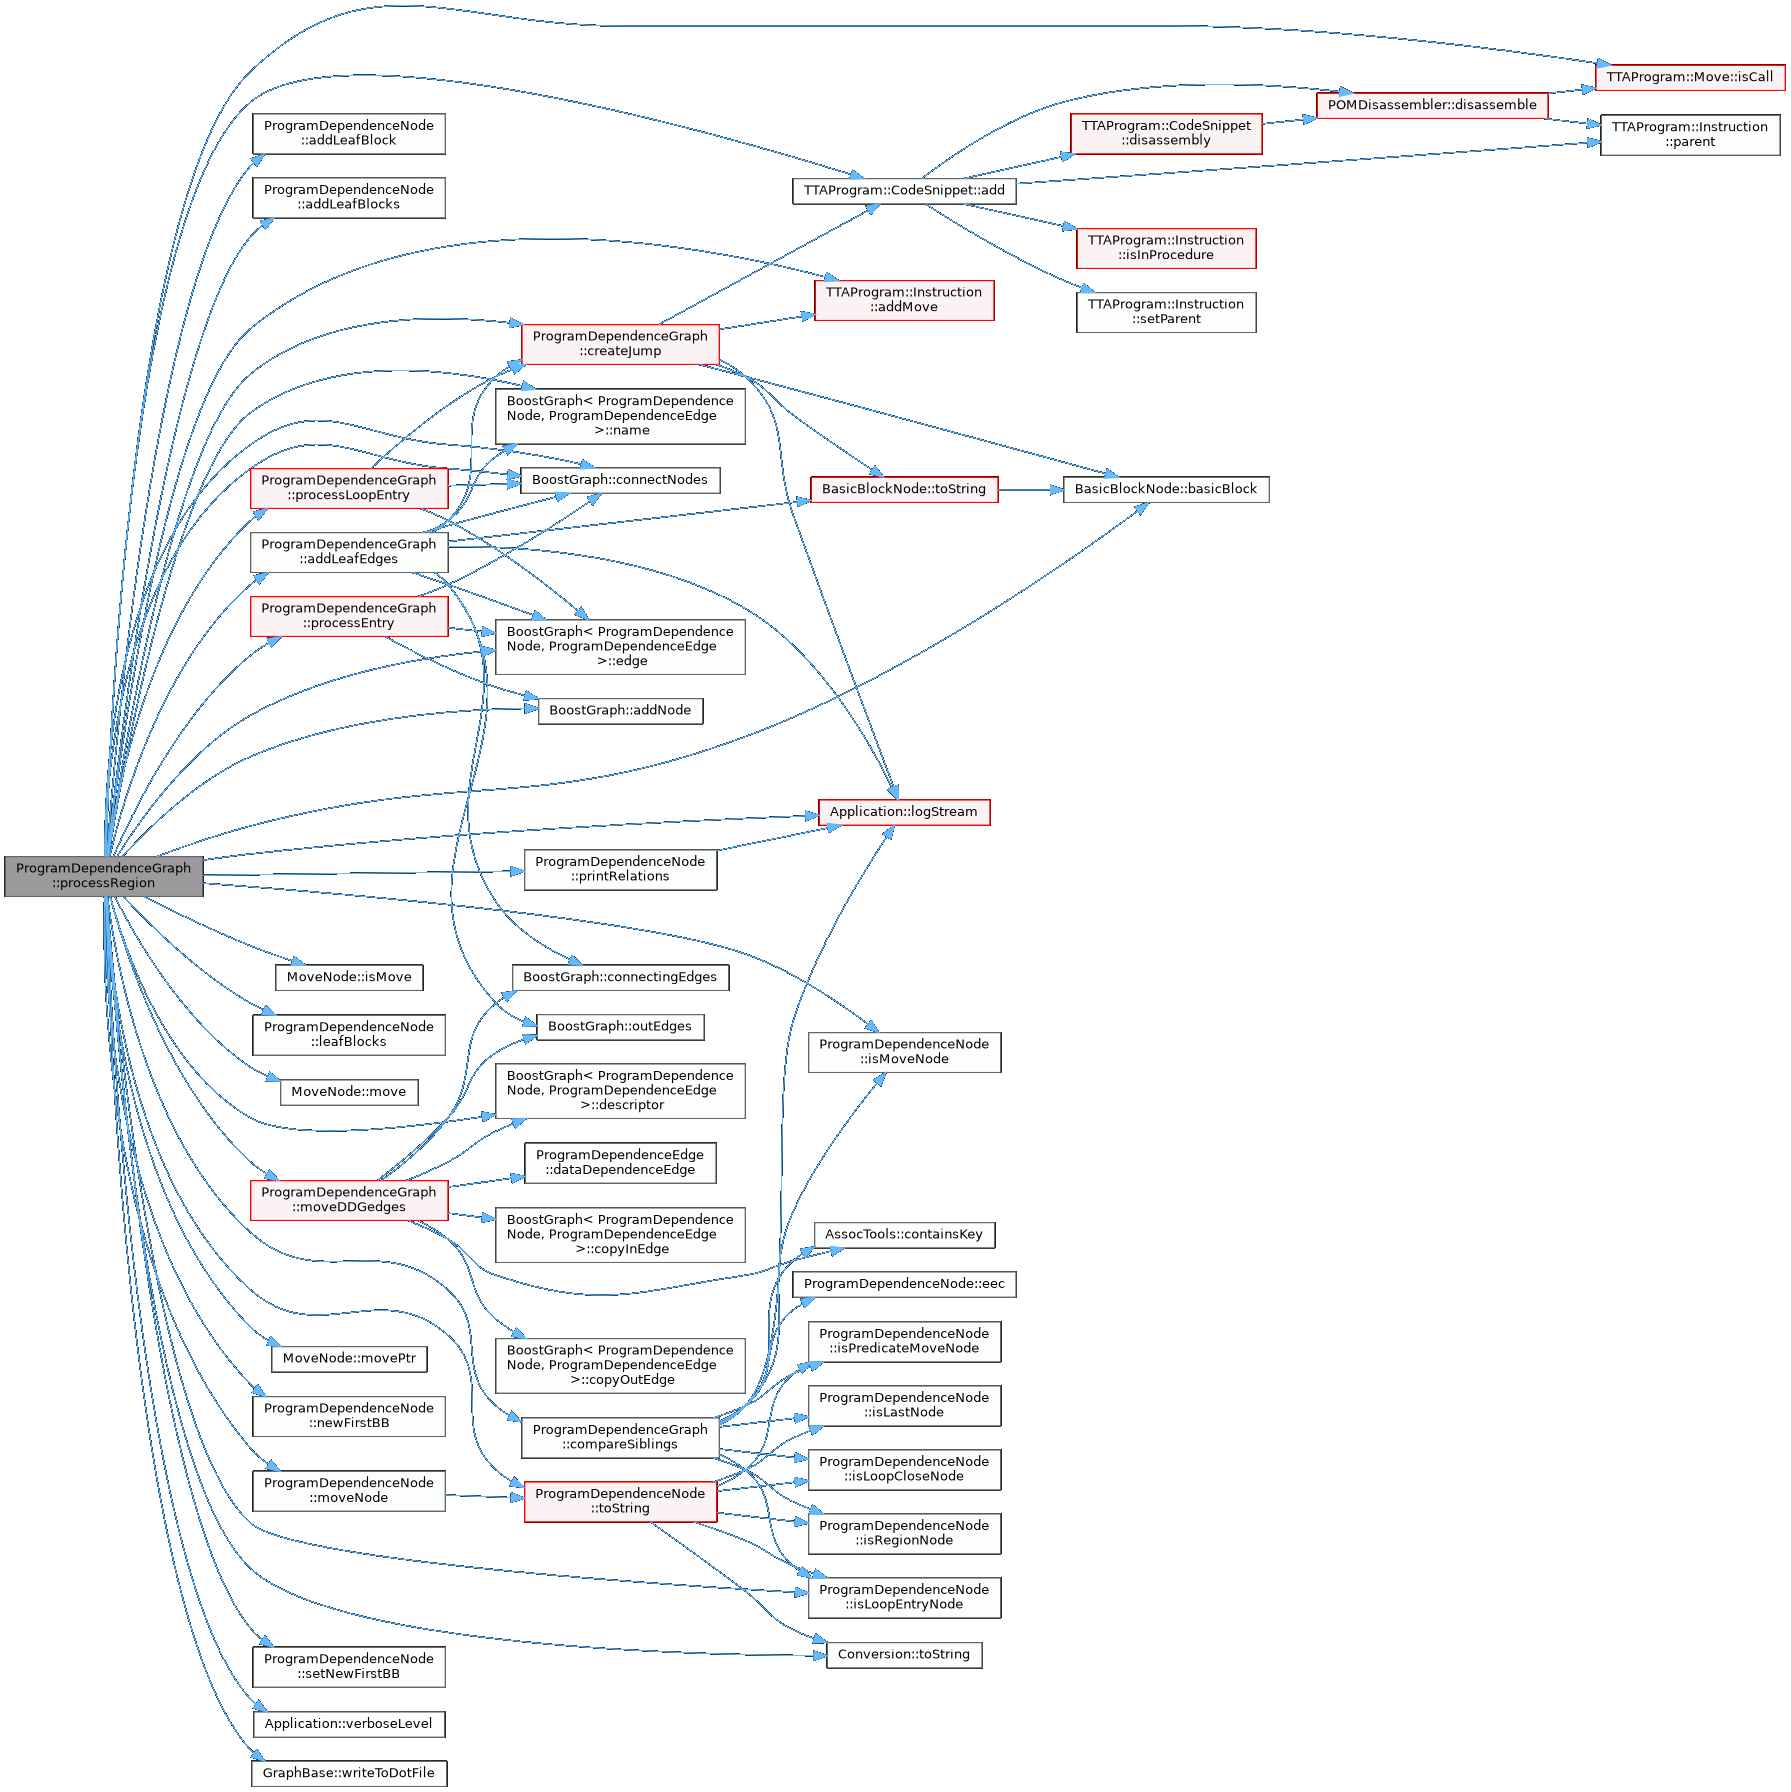 ProgramDependenceGraph
::processRegion
ProgramDependenceNode
::addLeafBlock
ProgramDependenceNode
::addLeafBlocks
ProgramDependenceGraph
::processLoopEntry
ProgramDependenceGraph
::addLeafEdges
ProgramDependenceGraph
::processEntry
MoveNode::isMove
ProgramDependenceNode
::leafBlocks
MoveNode::move
ProgramDependenceGraph
::moveDDGedges
MoveNode::movePtr
ProgramDependenceNode
::newFirstBB
ProgramDependenceNode
::moveNode
ProgramDependenceNode
::setNewFirstBB
Application::verboseLevel
GraphBase::writeToDotFile
ProgramDependenceGraph
::createJump
BoostGraph< ProgramDependence
Node, ProgramDependenceEdge
>::name
BoostGraph::connectNodes
BoostGraph< ProgramDependence
Node, ProgramDependenceEdge
>::edge
BoostGraph::addNode
ProgramDependenceNode
::printRelations
BoostGraph::connectingEdges
BoostGraph::outEdges
BoostGraph< ProgramDependence
Node, ProgramDependenceEdge
>::descriptor
ProgramDependenceEdge
::dataDependenceEdge
BoostGraph< ProgramDependence
Node, ProgramDependenceEdge
>::copyInEdge
BoostGraph< ProgramDependence
Node, ProgramDependenceEdge
>::copyOutEdge
ProgramDependenceGraph
::compareSiblings
ProgramDependenceNode
::toString
TTAProgram::CodeSnippet::add
TTAProgram::Instruction
::addMove
BasicBlockNode::toString
Application::logStream
ProgramDependenceNode
::isMoveNode
AssocTools::containsKey
ProgramDependenceNode::eec
ProgramDependenceNode
::isPredicateMoveNode
ProgramDependenceNode
::isLastNode
ProgramDependenceNode
::isLoopCloseNode
ProgramDependenceNode
::isRegionNode
ProgramDependenceNode
::isLoopEntryNode
Conversion::toString
TTAProgram::CodeSnippet
::disassembly
TTAProgram::Instruction
::isInProcedure
TTAProgram::Instruction
::setParent
BasicBlockNode::basicBlock
POMDisassembler::disassemble
TTAProgram::Move::isCall
TTAProgram::Instruction
::parent